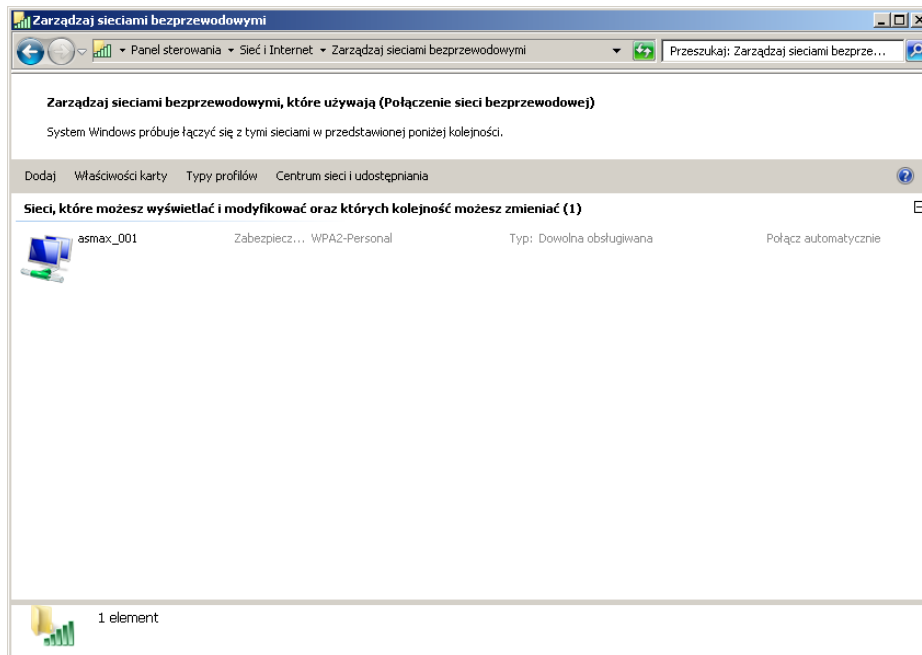 Zarządzaj sieciami bezprzewodowymi
Panel sterowania Sieć i Internet Zarządzaj sieciami bezprzewodowymi Przeszukaj: Zarządzaj sieciami bezprze...
Zarządzaj sieciami bezprzewodowymi, które używają (Połączenie sieci bezprzewodowej)
System Windows próbuje łączyć się z tymi sieciami w przedstawionej poniżej kolejności.
Dodaj Właściwości karty Typy profilów Centrum sieci i udostępniania
Sieci, które możesz wyświetlać i modyfikować oraz których kolejność możesz zmieniać (1)
asmax_001 Zabezpiecz... WPA2-Personal Typ: Dowolna obsługiwana Połącz automatycznie
1 element